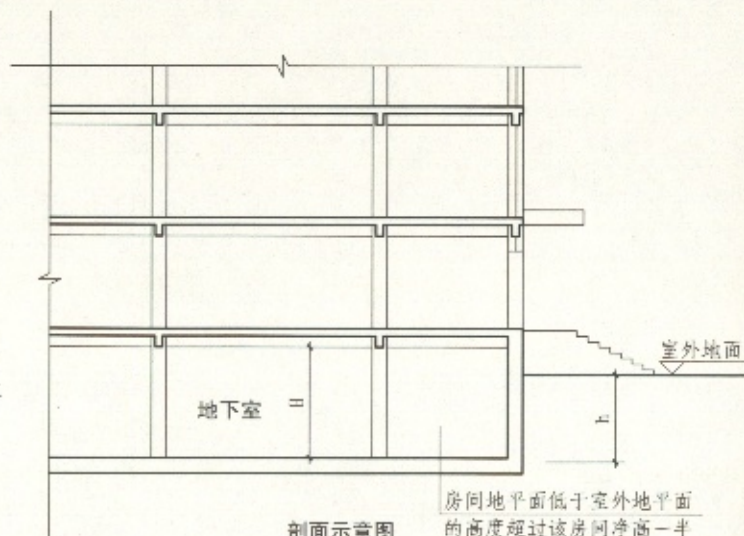 室外地面
地下室
H
h
房间地平面低于室外地平面
的高度超过该房间净高一半
剖面示意图